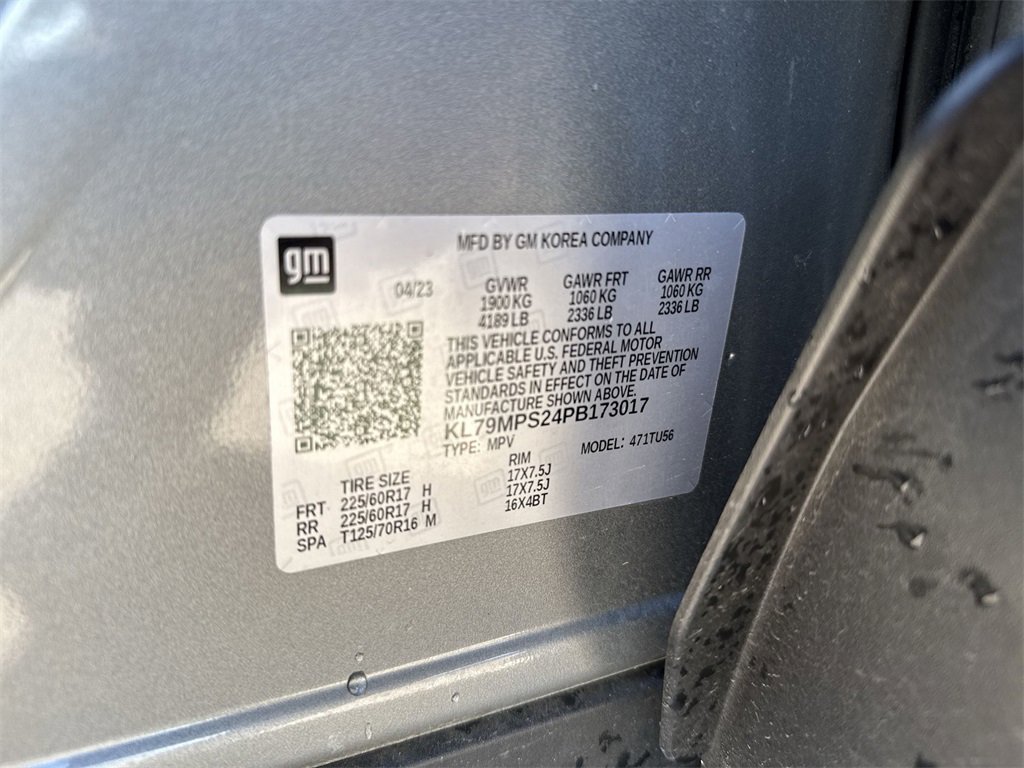 gm
MFD BY GM KOREA COMPANY
04/23
GVWR GAWR FRT GAWR RR
1900 KG 1060 KG 1060 KG
4189 LB 2336 LB 2336 LB
THIS VEHICLE CONFORMS TO ALL
APPLICABLE U.S. FEDERAL MOTOR
VEHICLE SAFETY AND THEFT PREVENTION
STANDARDS IN EFFECT ON THE DATE OF
MANUFACTURE SHOWN ABOVE.
KL79MPS24PB173017
TYPE: MPV MODEL: 471TU56
TIRE SIZE RIM
FRT 225/60R17 H 17X7.5J
RR 225/60R17 H 17X7.5J
SPA T125/70R16 M 16X4BT